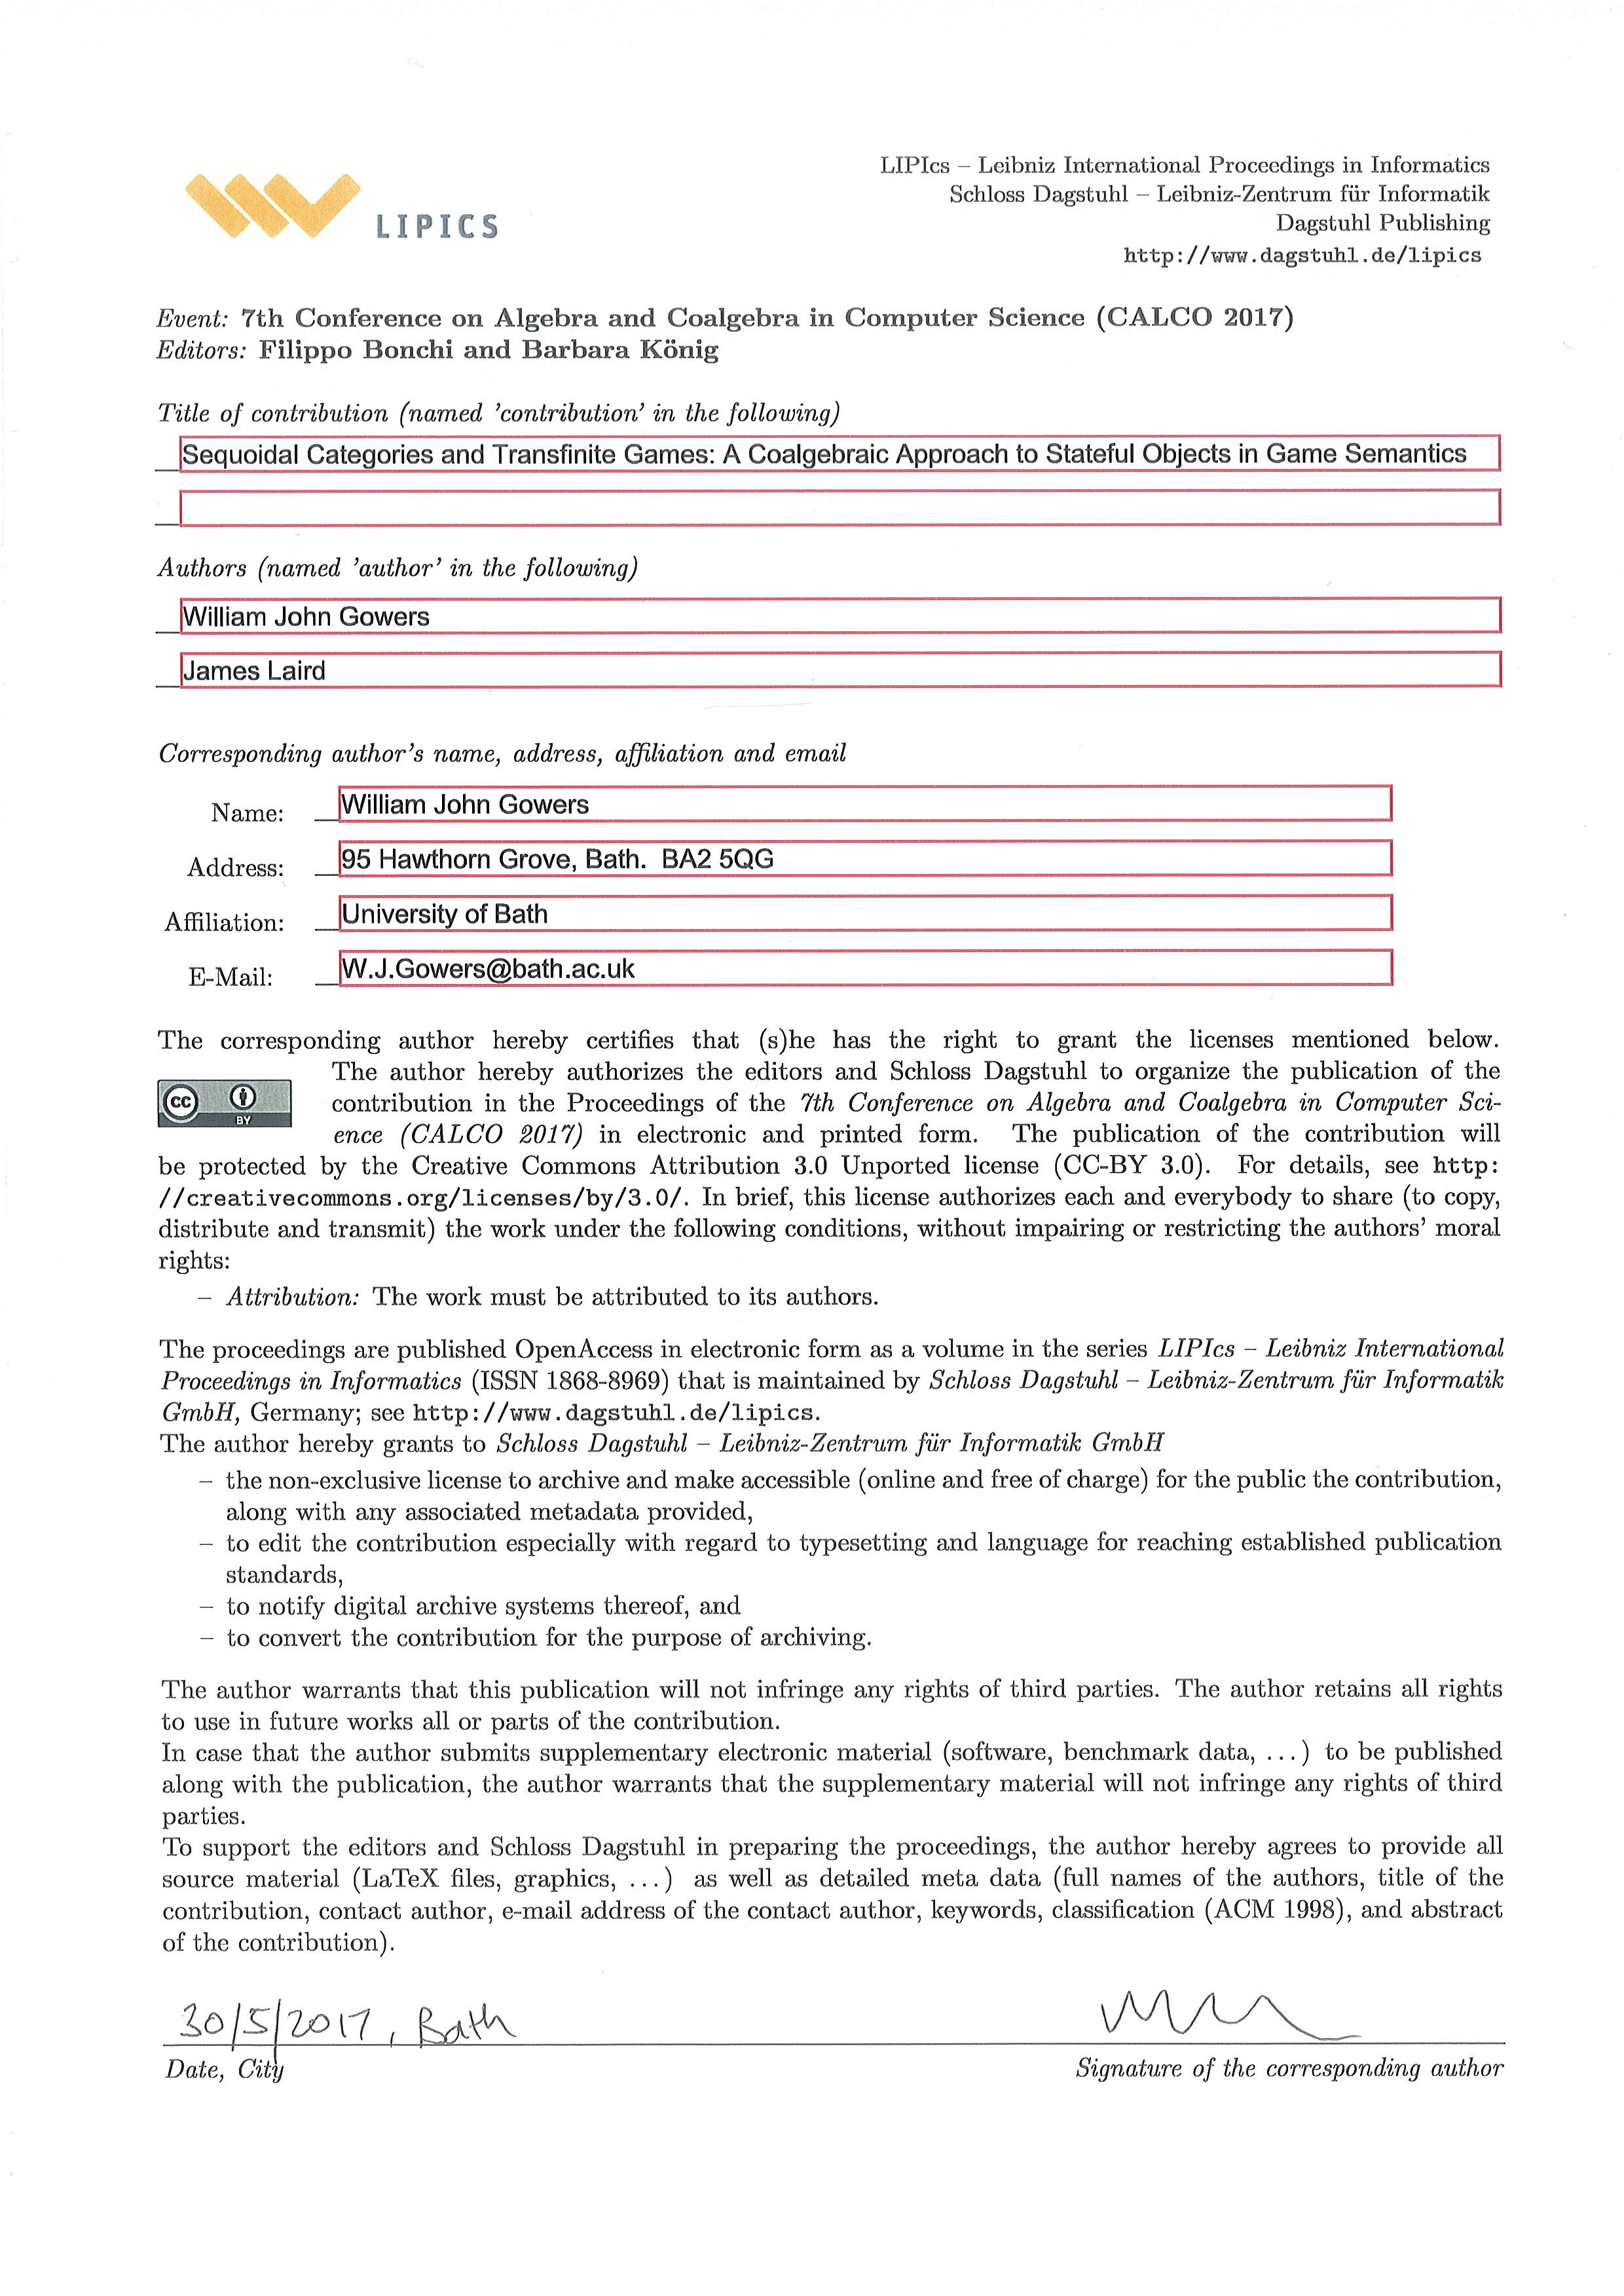 LIPICS
LIPIcs – Leibniz International Proceedings in Informatics
Schloss Dagstuhl – Leibniz-Zentrum für Informatik
Dagstuhl Publishing
http://www.dagstuhl.de/lipics
Event: 7th Conference on Algebra and Coalgebra in Computer Science (CALCO 2017)
Editors: Filippo Bonchi and Barbara König
Title of contribution (named 'contribution' in the following)
Sequoidal Categories and Transfinite Games: A Coalgebraic Approach to Stateful Objects in Game Semantics
Authors (named 'author' in the following)
William John Gowers
James Laird
Corresponding author's name, address, affiliation and email
Name: William John Gowers
Address: 95 Hawthorn Grove, Bath. BA2 5QG
Affiliation: University of Bath
E-Mail: W.J.Gowers@bath.ac.uk
The corresponding author hereby certifies that (s)he has the right to grant the licenses mentioned below.
The author hereby authorizes the editors and Schloss Dagstuhl to organize the publication of the
cc BY contribution in the Proceedings of the 7th Conference on Algebra and Coalgebra in Computer Sci-
ence (CALCO 2017) in electronic and printed form. The publication of the contribution will
be protected by the Creative Commons Attribution 3.0 Unported license (CC-BY 3.0). For details, see http:
//creativecommons.org/licenses/by/3.0/. In brief, this license authorizes each and everybody to share (to copy,
distribute and transmit) the work under the following conditions, without impairing or restricting the authors' moral
rights:
– Attribution: The work must be attributed to its authors.
The proceedings are published OpenAccess in electronic form as a volume in the series LIPIcs – Leibniz International
Proceedings in Informatics (ISSN 1868-8969) that is maintained by Schloss Dagstuhl – Leibniz-Zentrum für Informatik
GmbH, Germany; see http://www.dagstuhl.de/lipics.
The author hereby grants to Schloss Dagstuhl – Leibniz-Zentrum für Informatik GmbH
– the non-exclusive license to archive and make accessible (online and free of charge) for the public the contribution,
along with any associated metadata provided,
– to edit the contribution especially with regard to typesetting and language for reaching established publication
standards,
– to notify digital archive systems thereof, and
– to convert the contribution for the purpose of archiving.
The author warrants that this publication will not infringe any rights of third parties. The author retains all rights
to use in future works all or parts of the contribution.
In case that the author submits supplementary electronic material (software, benchmark data, ...) to be published
along with the publication, the author warrants that the supplementary material will not infringe any rights of third
parties.
To support the editors and Schloss Dagstuhl in preparing the proceedings, the author hereby agrees to provide all
source material (LaTeX files, graphics, ...) as well as detailed meta data (full names of the authors, title of the
contribution, contact author, e-mail address of the contact author, keywords, classification (ACM 1998), and abstract
of the contribution).
30/5/2017, Bath
Date, City
Signature of the corresponding author